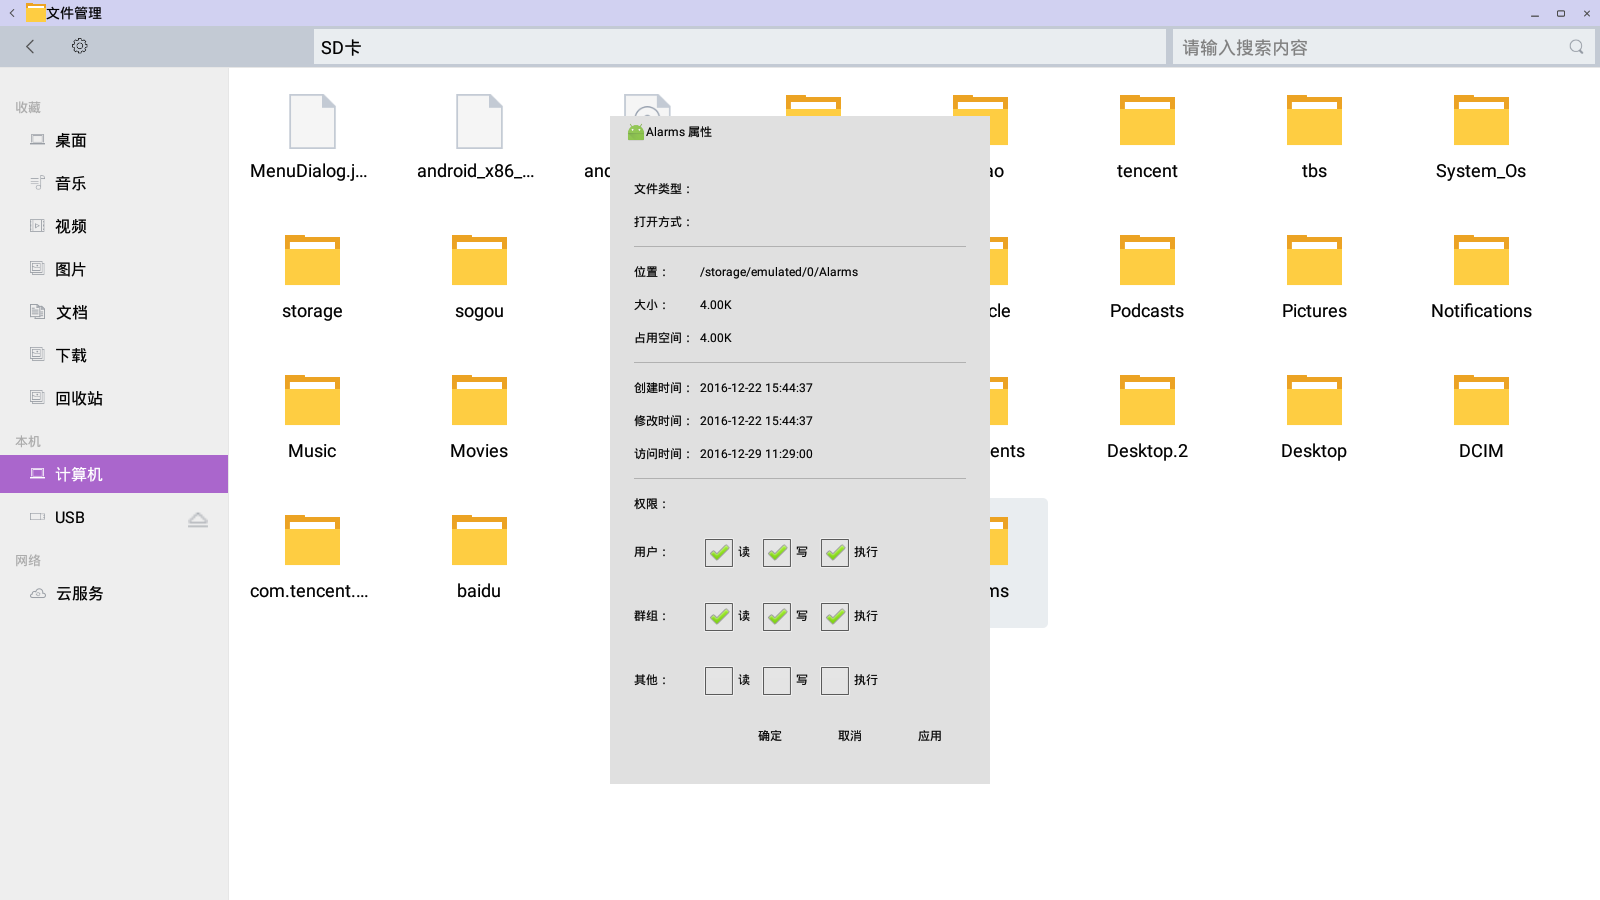 文件管理
SD卡
请输入搜索内容
收藏
桌面
音乐
视频
图片
文档
下载
回收站
本机
计算机
USB
网络
云服务
MenuDialog.j...
android_x86_...
tencent
tbs
System_Os
storage
sogou
Podcasts
Pictures
Notifications
Music
Movies
Desktop.2
Desktop
DCIM
com.tencent....
baidu
Alarms 属性
文件类型：
打开方式：
位置： /storage/emulated/0/Alarms
大小： 4.00K
占用空间： 4.00K
创建时间： 2016-12-22 15:44:37
修改时间： 2016-12-22 15:44:37
访问时间： 2016-12-29 11:29:00
权限：
用户： 读 写 执行
群组： 读 写 执行
其他： 读 写 执行
确定 取消 应用